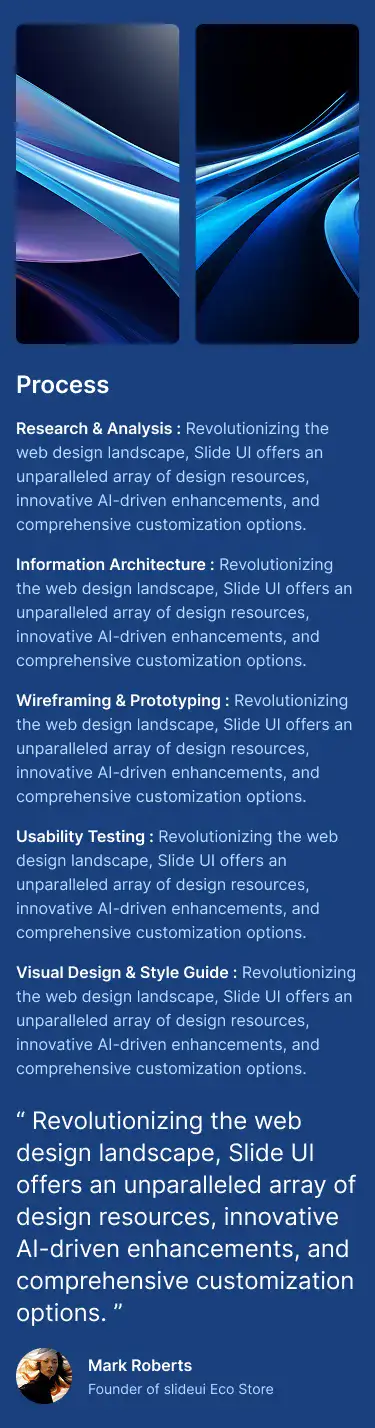 Process
Research & Analysis : Revolutionizing the
web design landscape, Slide UI offers an
unparalleled array of design resources,
innovative AI-driven enhancements, and
comprehensive customization options.
Information Architecture : Revolutionizing
the web design landscape, Slide UI offers an
unparalleled array of design resources,
innovative AI-driven enhancements, and
comprehensive customization options.
Wireframing & Prototyping : Revolutionizing
the web design landscape, Slide UI offers an
unparalleled array of design resources,
innovative AI-driven enhancements, and
comprehensive customization options.
Usability Testing : Revolutionizing the web
design landscape, Slide UI offers an
unparalleled array of design resources,
innovative AI-driven enhancements, and
comprehensive customization options.
Visual Design & Style Guide : Revolutionizing
the web design landscape, Slide UI offers an
unparalleled array of design resources,
innovative AI-driven enhancements, and
comprehensive customization options.
“ Revolutionizing the web
design landscape, Slide UI
offers an unparalleled array of
design resources, innovative
AI-driven enhancements, and
comprehensive customization
options. ”
Mark Roberts
Founder of slideui Eco Store